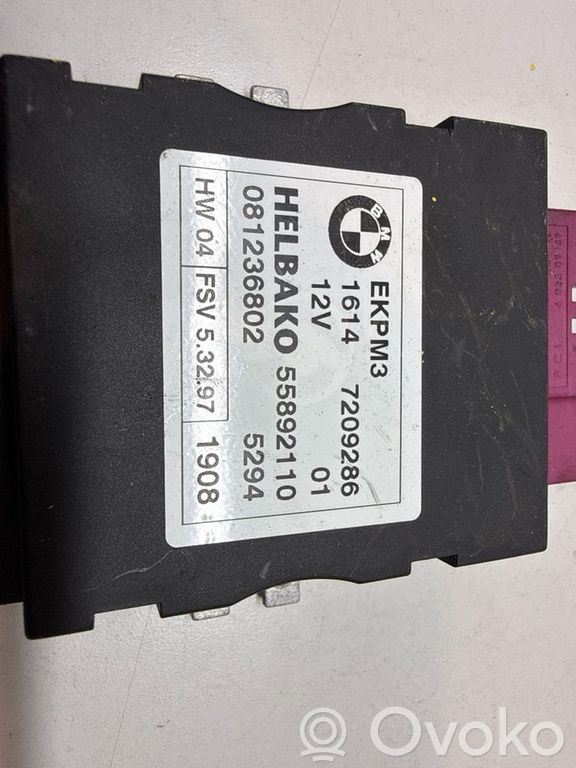 BMW
EKPM3
1614 7209286
12V 01
HELBAKO 55892110
081236802 5294
HW 04 FSV 5.32.97 1908
Ovoko